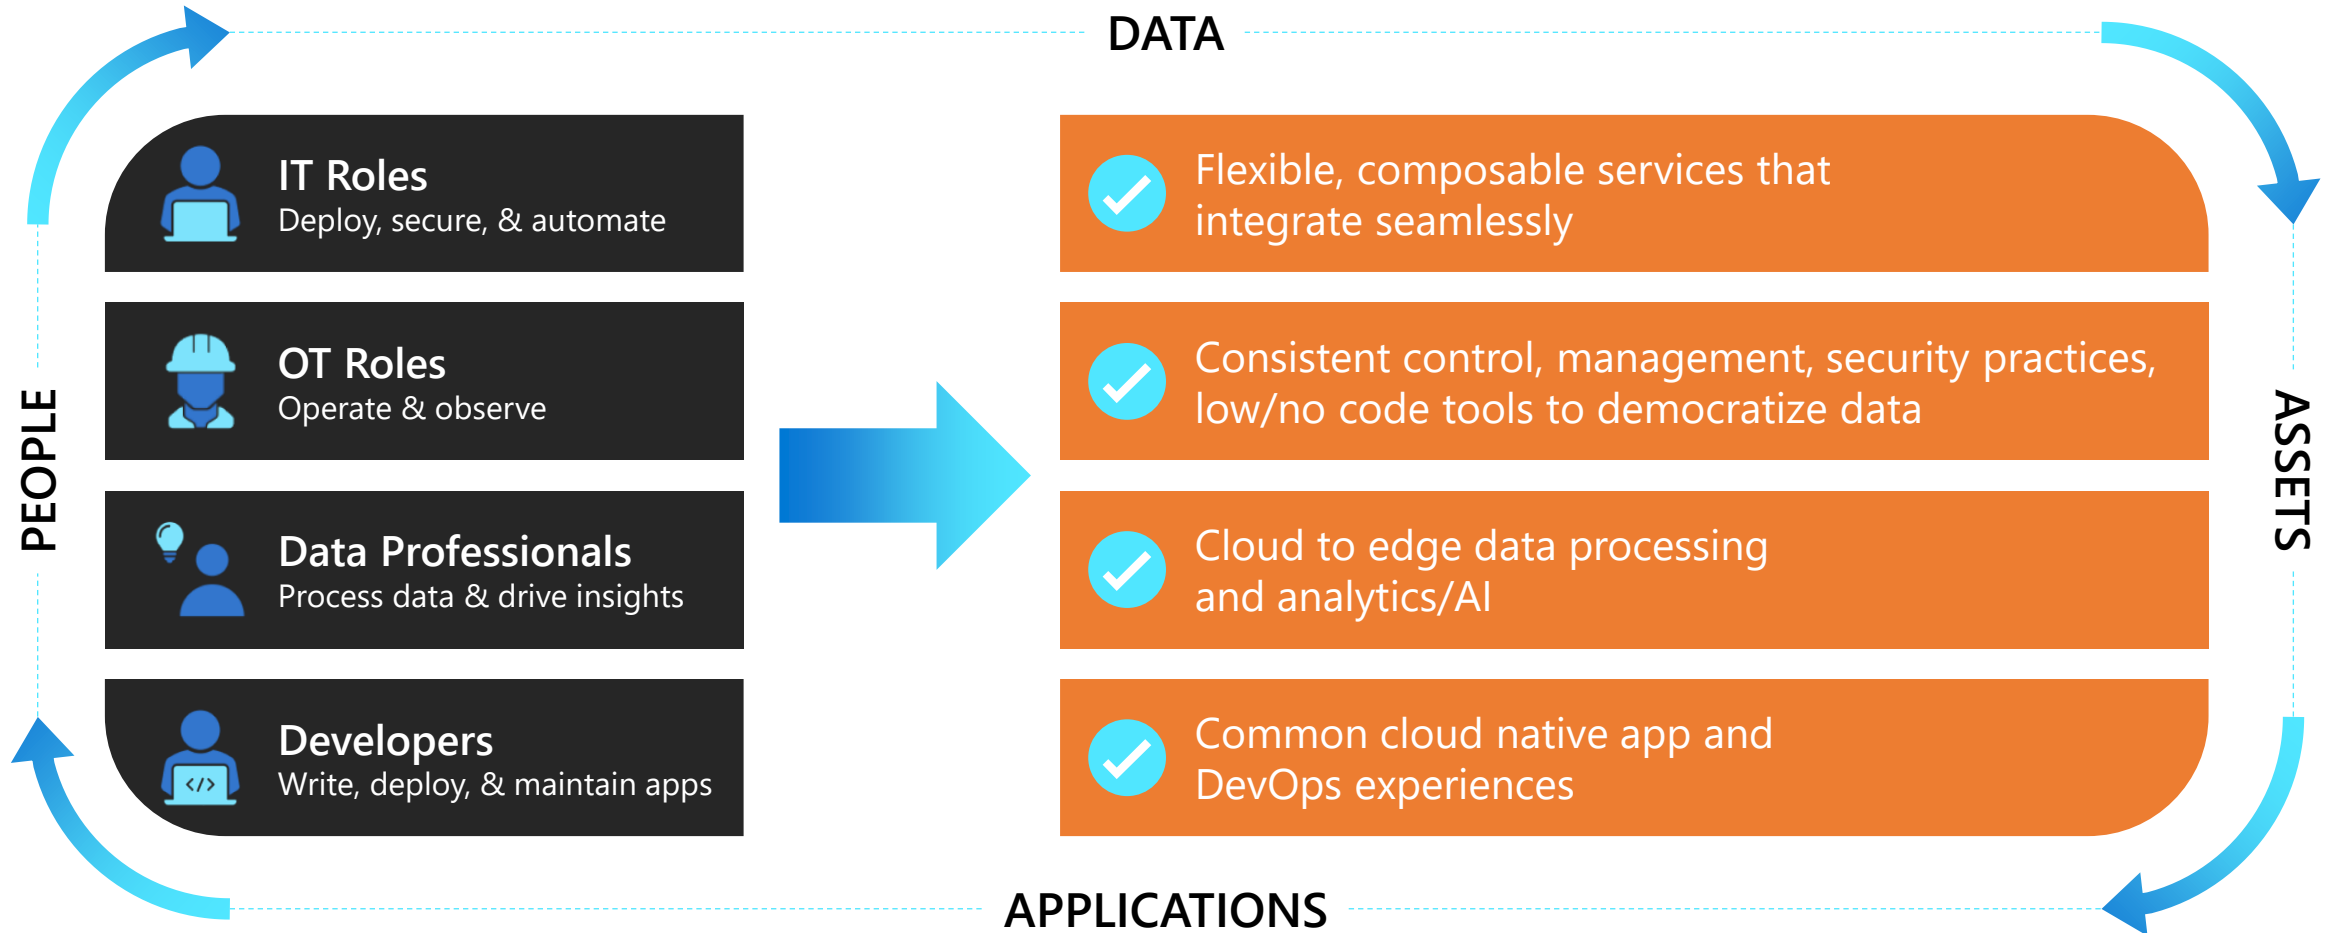 DATA
IT Roles
Deploy, secure, & automate
Flexible, composable services that
integrate seamlessly
OT Roles
Operate & observe
Consistent control, management, security practices,
low/no code tools to democratize data
PEOPLE
ASSETS
Data Professionals
Process data & drive insights
Cloud to edge data processing
and analytics/AI
Developers
Write, deploy, & maintain apps
</>
Common cloud native app and
DevOps experiences
APPLICATIONS